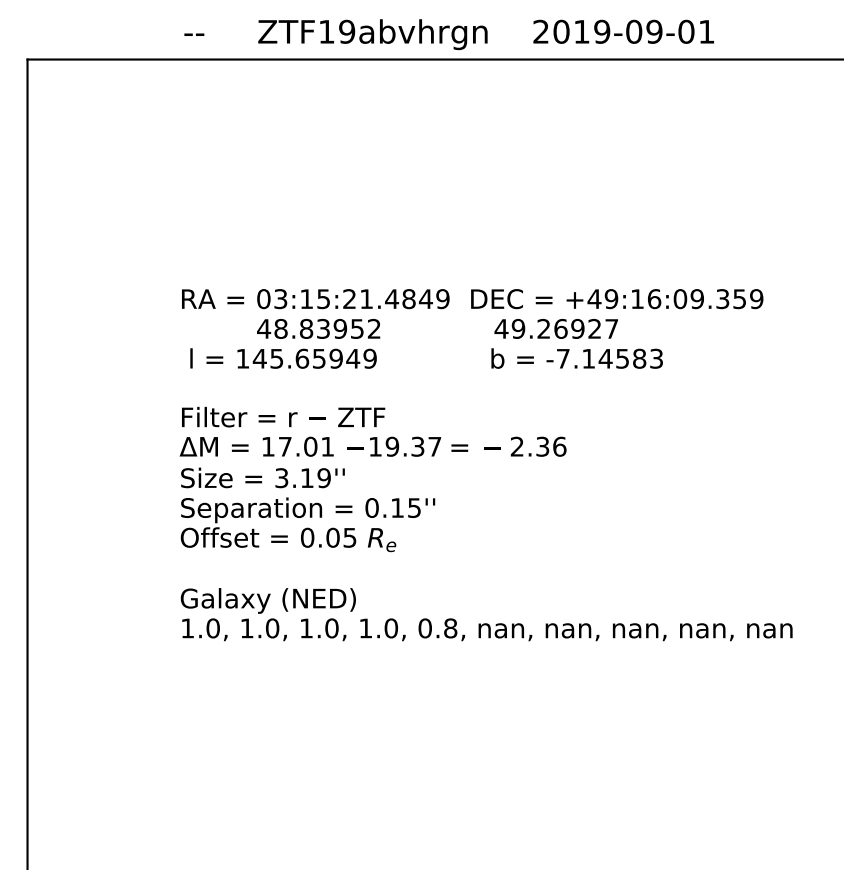 -- ZTF19abvhrgn 2019-09-01
RA = 03:15:21.4849 DEC = +49:16:09.359
48.83952 49.26927
l = 145.65949 b = -7.14583
Filter = r − ZTF
ΔM = 17.01 −19.37 = − 2.36
Size = 3.19''
Separation = 0.15''
Offset = 0.05 Rₑ
Galaxy (NED)
1.0, 1.0, 1.0, 1.0, 0.8, nan, nan, nan, nan, nan